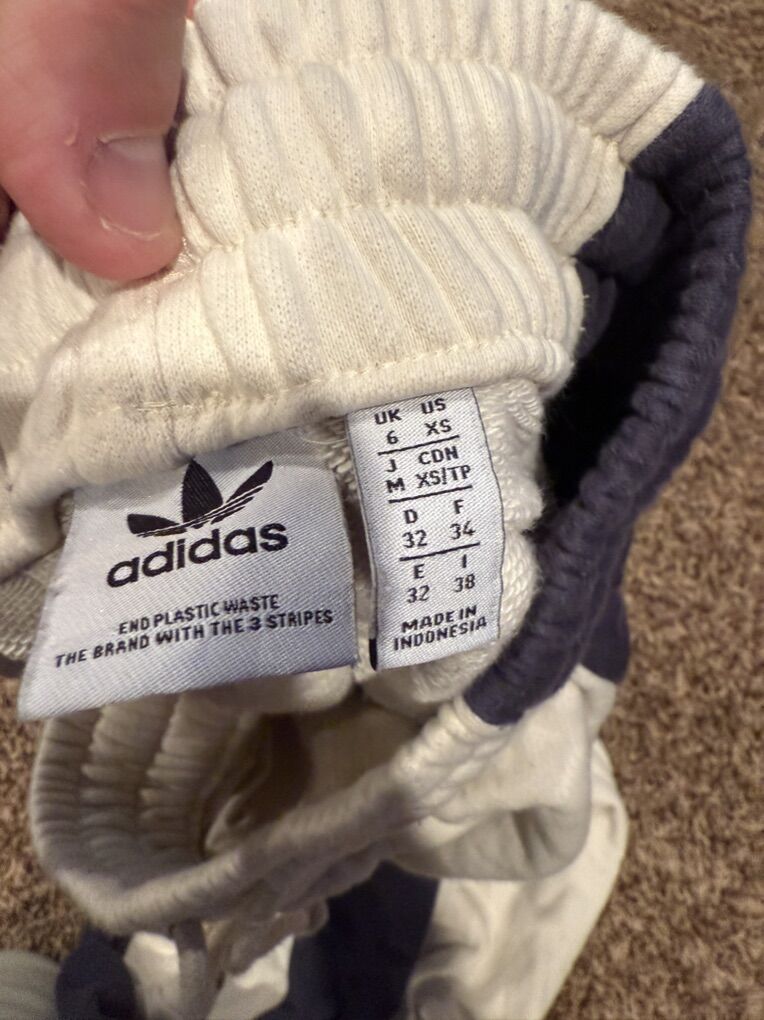 adidas
END PLASTIC WASTE
THE BRAND WITH THE 3 STRIPES
UK US
6 XS
J CDN
M XS/TP
D F
32 34
E I
32 38
MADE IN
INDONESIA